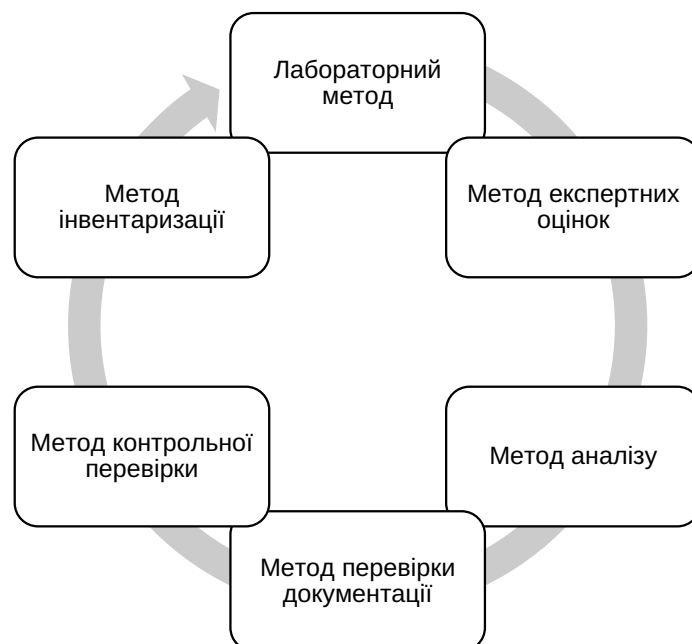 Лабораторний
метод
Метод експертних
оцінок
Метод аналізу
Метод перевірки
документації
Метод контрольної
перевірки
Метод
інвентаризації